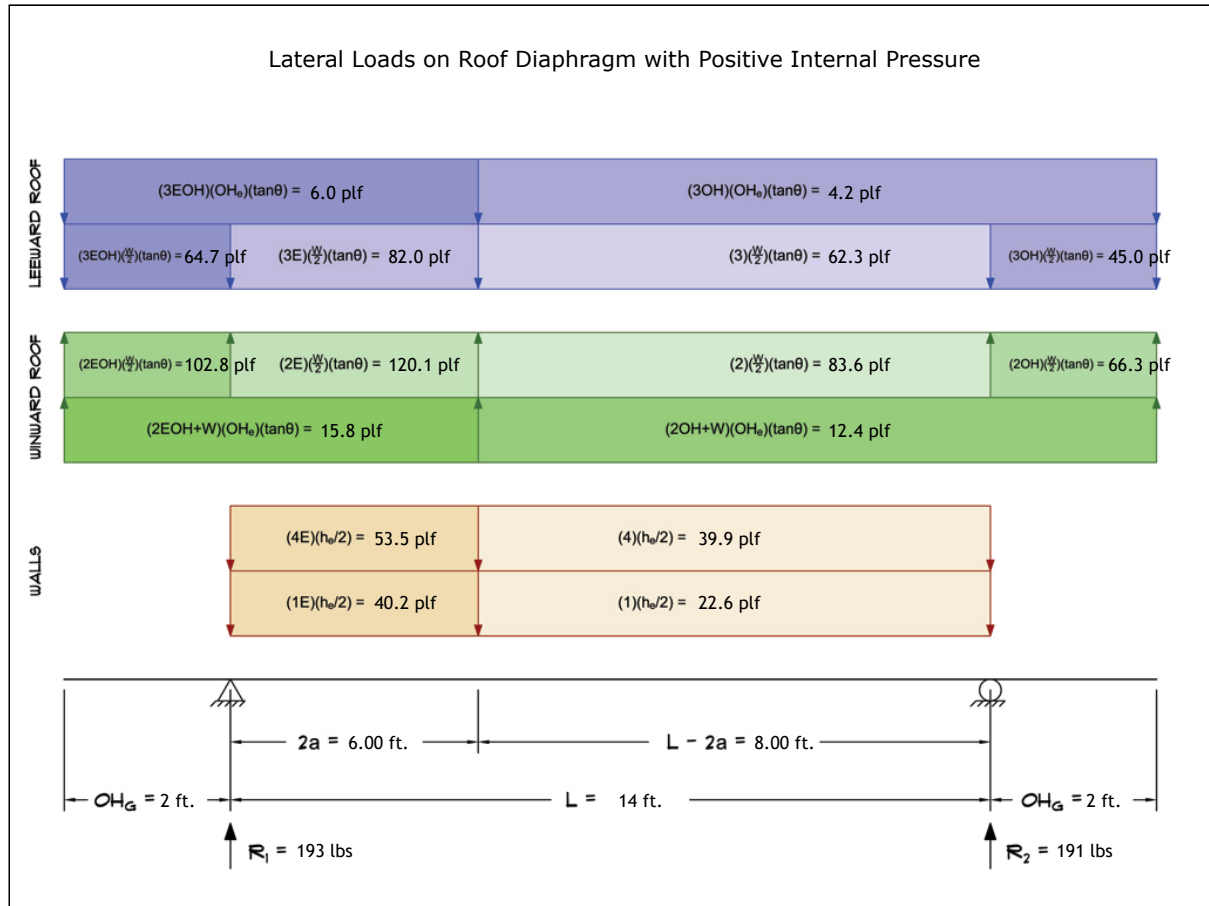 Lateral Loads on Roof Diaphragm with Positive Internal Pressure
LEEWARD ROOF
(3EOH)(OHₑ)(tanθ) = 6.0 plf
(3OH)(OHₑ)(tanθ) = 4.2 plf
(3EOH)(W/2)(tanθ) = 64.7 plf
(3E)(W/2)(tanθ) = 82.0 plf
(3)(W/2)(tanθ) = 62.3 plf
(3OH)(W/2)(tanθ) = 45.0 plf
WINWARD ROOF
(2EOH)(W/2)(tanθ) = 102.8 plf
(2E)(W/2)(tanθ) = 120.1 plf
(2)(W/2)(tanθ) = 83.6 plf
(2OH)(W/2)(tanθ) = 66.3 plf
(2EOH+W)(OHₑ)(tanθ) = 15.8 plf
(2OH+W)(OHₑ)(tanθ) = 12.4 plf
WALLS
(4E)(hₑ/2) = 53.5 plf
(4)(hₑ/2) = 39.9 plf
(1E)(hₑ/2) = 40.2 plf
(1)(hₑ/2) = 22.6 plf
2a = 6.00 ft.
L - 2a = 8.00 ft.
OH_G = 2 ft.
L = 14 ft.
OH_G = 2 ft.
R₁ = 193 lbs
R₂ = 191 lbs